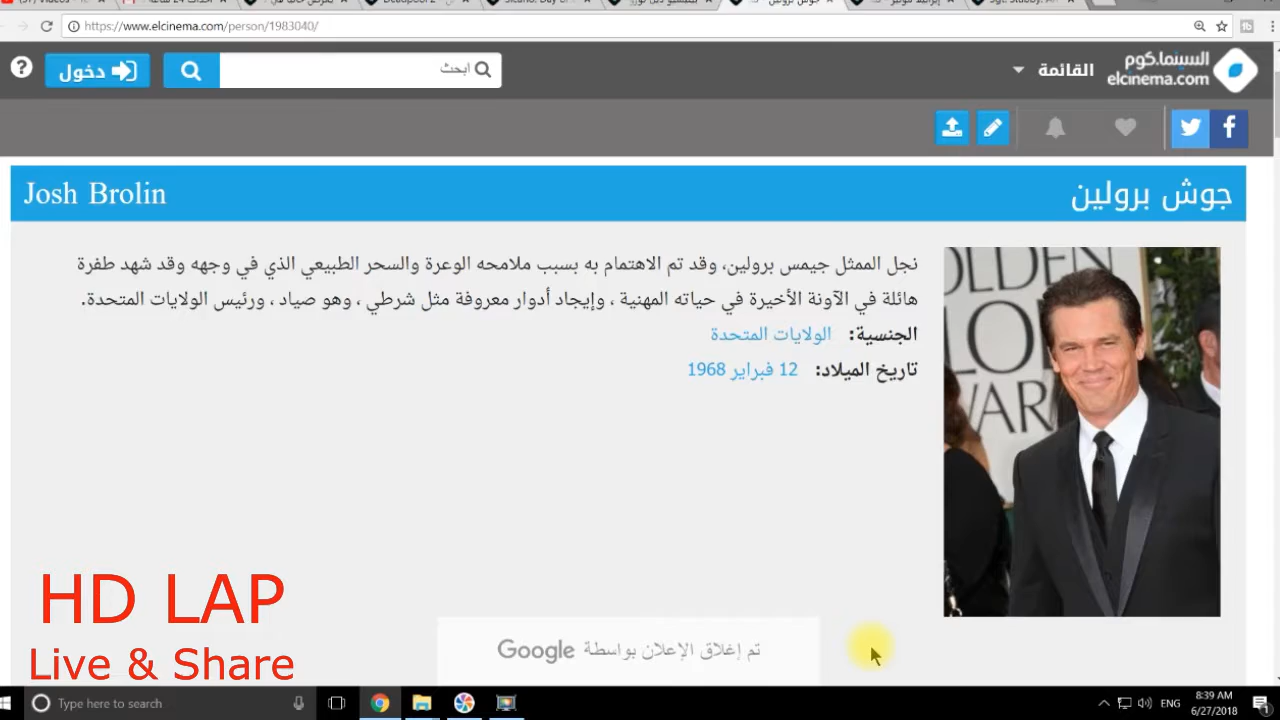 https://www.elcinema.com/person/1983040/
السينما.كوم
elcinema.com
القائمة
ابحث
دخول
Josh Brolin
جوش برولين
نجل الممثل جيمس برولين، وقد تم الاهتمام به بسبب ملامحه الوعرة والسحر الطبيعي الذي في وجهه وقد شهد طفرة
هائلة في الآونة الأخيرة في حياته المهنية ، وإيجاد أدوار معروفة مثل شرطي ، وهو صياد ، ورئيس الولايات المتحدة.
الجنسية: الولايات المتحدة
تاريخ الميلاد: 12 فبراير 1968
GOLDEN
HD LAP
Live & Share
تم إغلاق الإعلان بواسطة Google
Type here to search
ENG
8:39 AM
6/27/2018